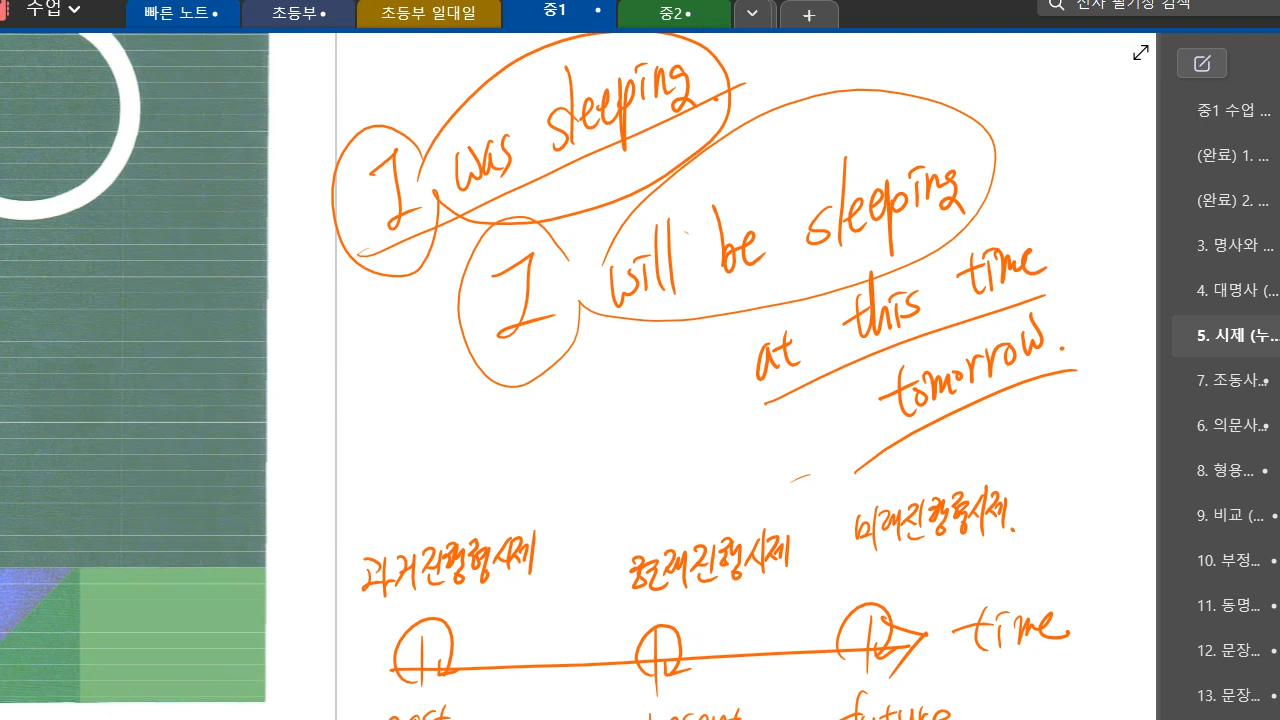 수업
빠른 노트
초등부
초등부 일대일
중1
중2
+
I was sleeping.
I will be sleeping
at this time
tomorrow.
과거진행형시제
현재진행시제
미래진행형시제.
time
future
중1 수업 ...
(완료) 1. ...
(완료) 2. ...
3. 명사와 ...
4. 대명사 (...
5. 시제 (누...
7. 조동사...
6. 의문사...
8. 형용...
9. 비교 (...
10. 부정...
11. 동명...
12. 문장...
13. 문장...